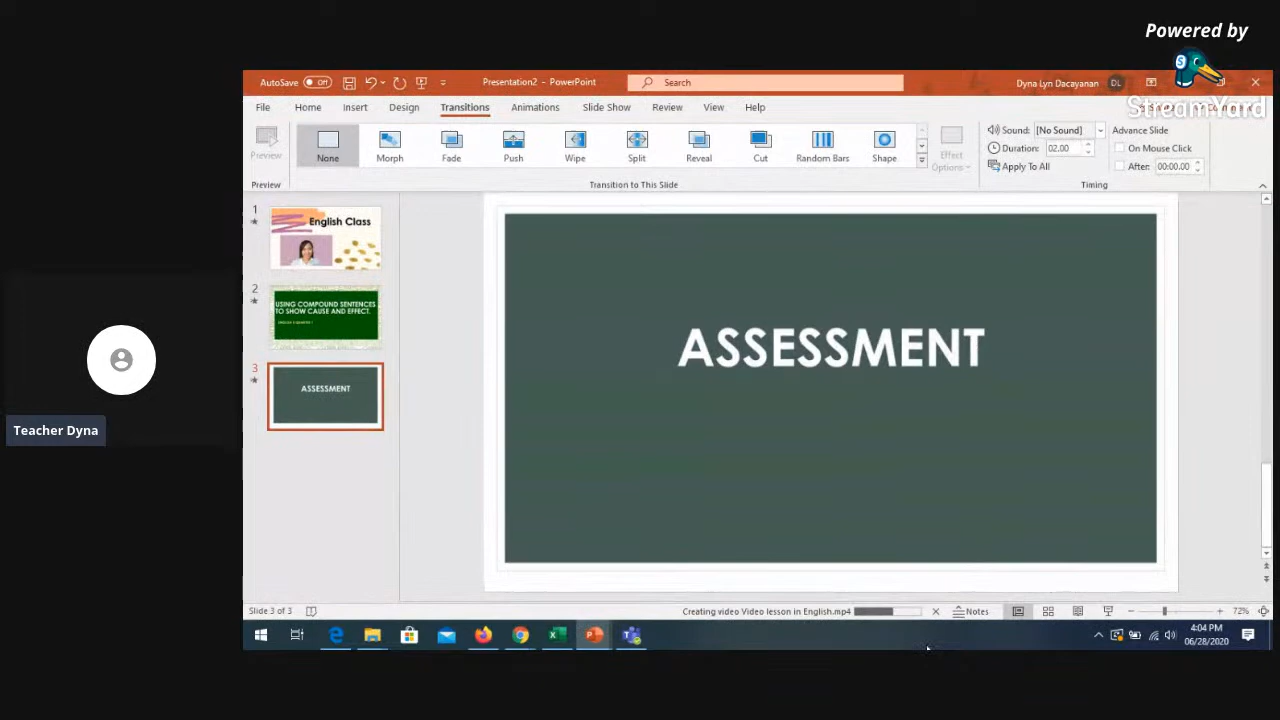 Powered by
StreamYard
AutoSave Off
Presentation2 - PowerPoint
Search
Dyna Lyn Dacayanan DL
File Home Insert Design Transitions Animations Slide Show Review View Help
Preview
None Morph Fade Push Wipe Split Reveal Cut Random Bars Shape
Effect
Options
Sound: [No Sound]
Duration: 02.00
Apply To All
Advance Slide
On Mouse Click
After: 00:00.00
Preview
Transition to This Slide
Timing
1
English Class
2
USING COMPOUND SENTENCES
TO SHOW CAUSE AND EFFECT.
3
ASSESSMENT
ASSESSMENT
Teacher Dyna
Slide 3 of 3
Creating video Video lesson in English.mp4
Notes
72%
4:04 PM
06/28/2020